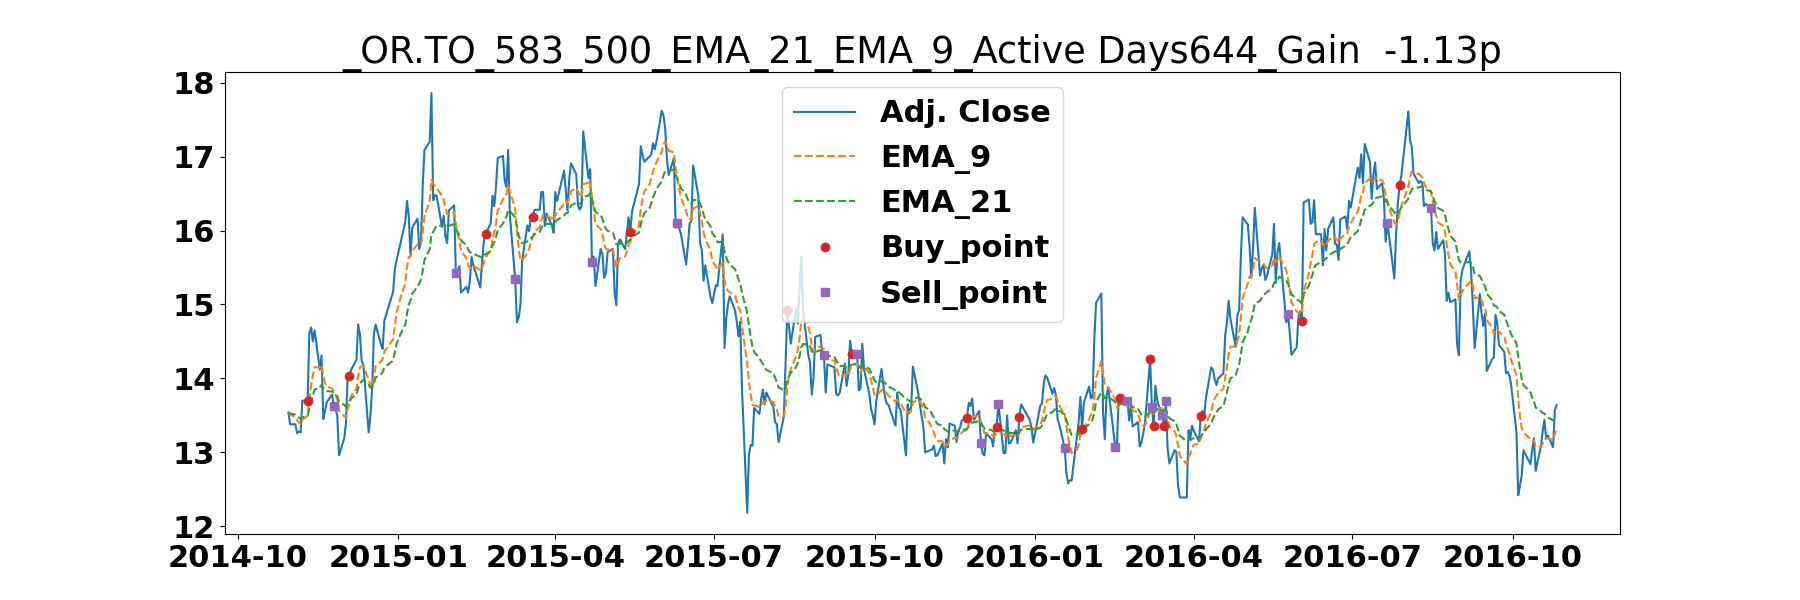 _OR.TO_583_500_EMA_21_EMA_9_Active Days644_Gain  -1.13p
18
17
16
15
14
13
12
Adj. Close
EMA_9
EMA_21
Buy_point
Sell_point
2014-10 2015-01 2015-04 2015-07 2015-10 2016-01 2016-04 2016-07 2016-10